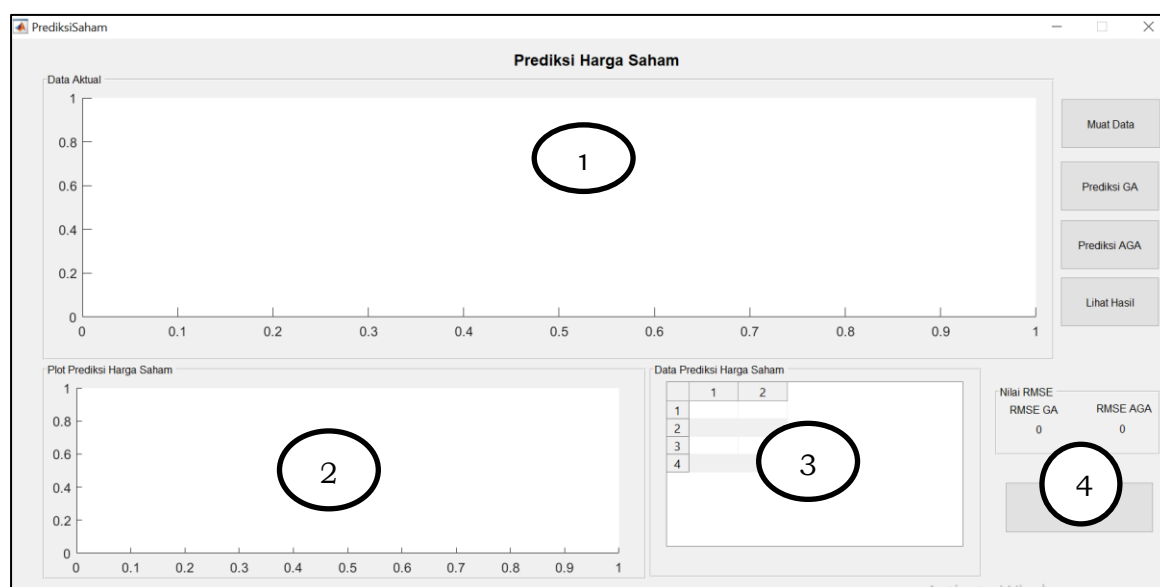 PrediksiSaham
Prediksi Harga Saham
Data Aktual
1
0.8
0.6
0.4
0.2
0
0 0.1 0.2 0.3 0.4 0.5 0.6 0.7 0.8 0.9 1
1
Muat Data
Prediksi GA
Prediksi AGA
Lihat Hasil
Plot Prediksi Harga Saham
1
0.8
0.6
0.4
0.2
0
0 0.1 0.2 0.3 0.4 0.5 0.6 0.7 0.8 0.9 1
2
Data Prediksi Harga Saham
1 2
1
2
3
4
3
Nilai RMSE
RMSE GA RMSE AGA
0 0
4